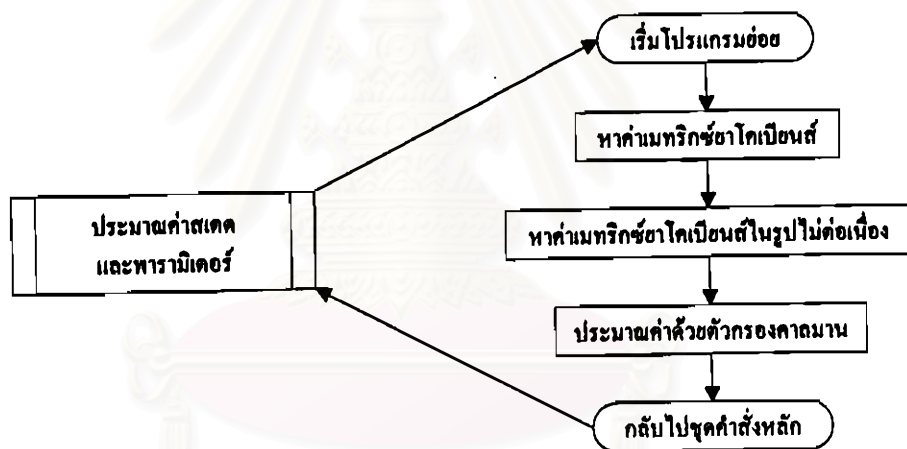 เริ่มโปรแกรมย่อย
หาค่าเมทริกซ์ยาโคเบียนส์
ประมาณค่าสเตต
และพารามิเตอร์
หาค่าเมทริกซ์ยาโคเบียนส์ในรูปไม่ต่อเนื่อง
ประมาณค่าด้วยตัวกรองคาลมาน
กลับไปชุดคำสั่งหลัก